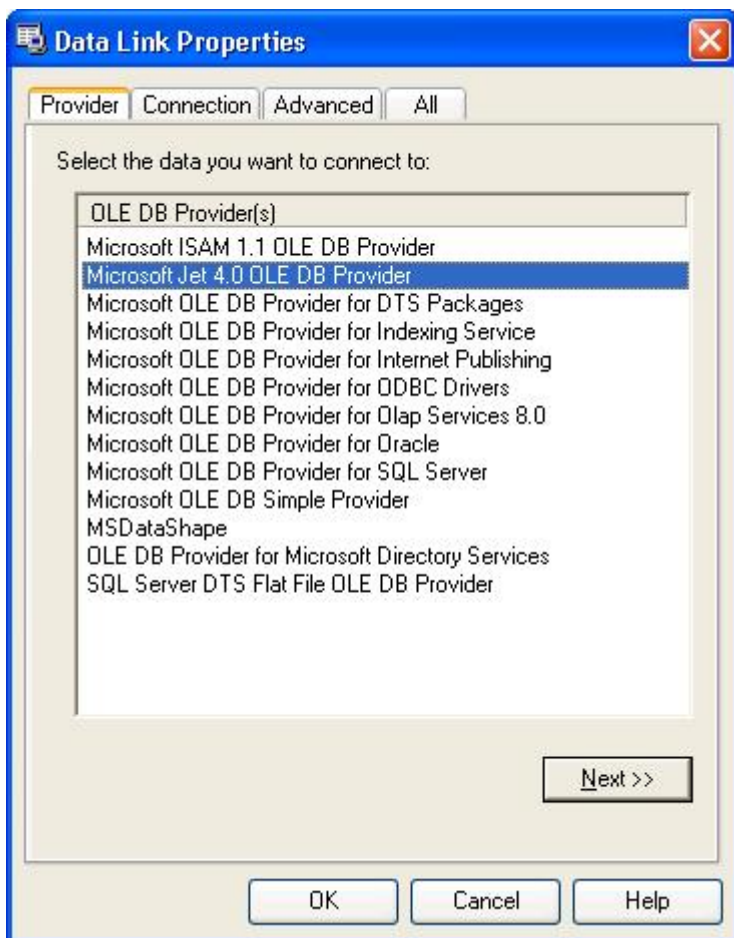 Data Link Properties
Provider Connection Advanced All
Select the data you want to connect to:
OLE DB Provider(s)
Microsoft ISAM 1.1 OLE DB Provider
Microsoft Jet 4.0 OLE DB Provider
Microsoft OLE DB Provider for DTS Packages
Microsoft OLE DB Provider for Indexing Service
Microsoft OLE DB Provider for Internet Publishing
Microsoft OLE DB Provider for ODBC Drivers
Microsoft OLE DB Provider for Olap Services 8.0
Microsoft OLE DB Provider for Oracle
Microsoft OLE DB Provider for SQL Server
Microsoft OLE DB Simple Provider
MSDataShape
OLE DB Provider for Microsoft Directory Services
SQL Server DTS Flat File OLE DB Provider
Next >>
OK Cancel Help